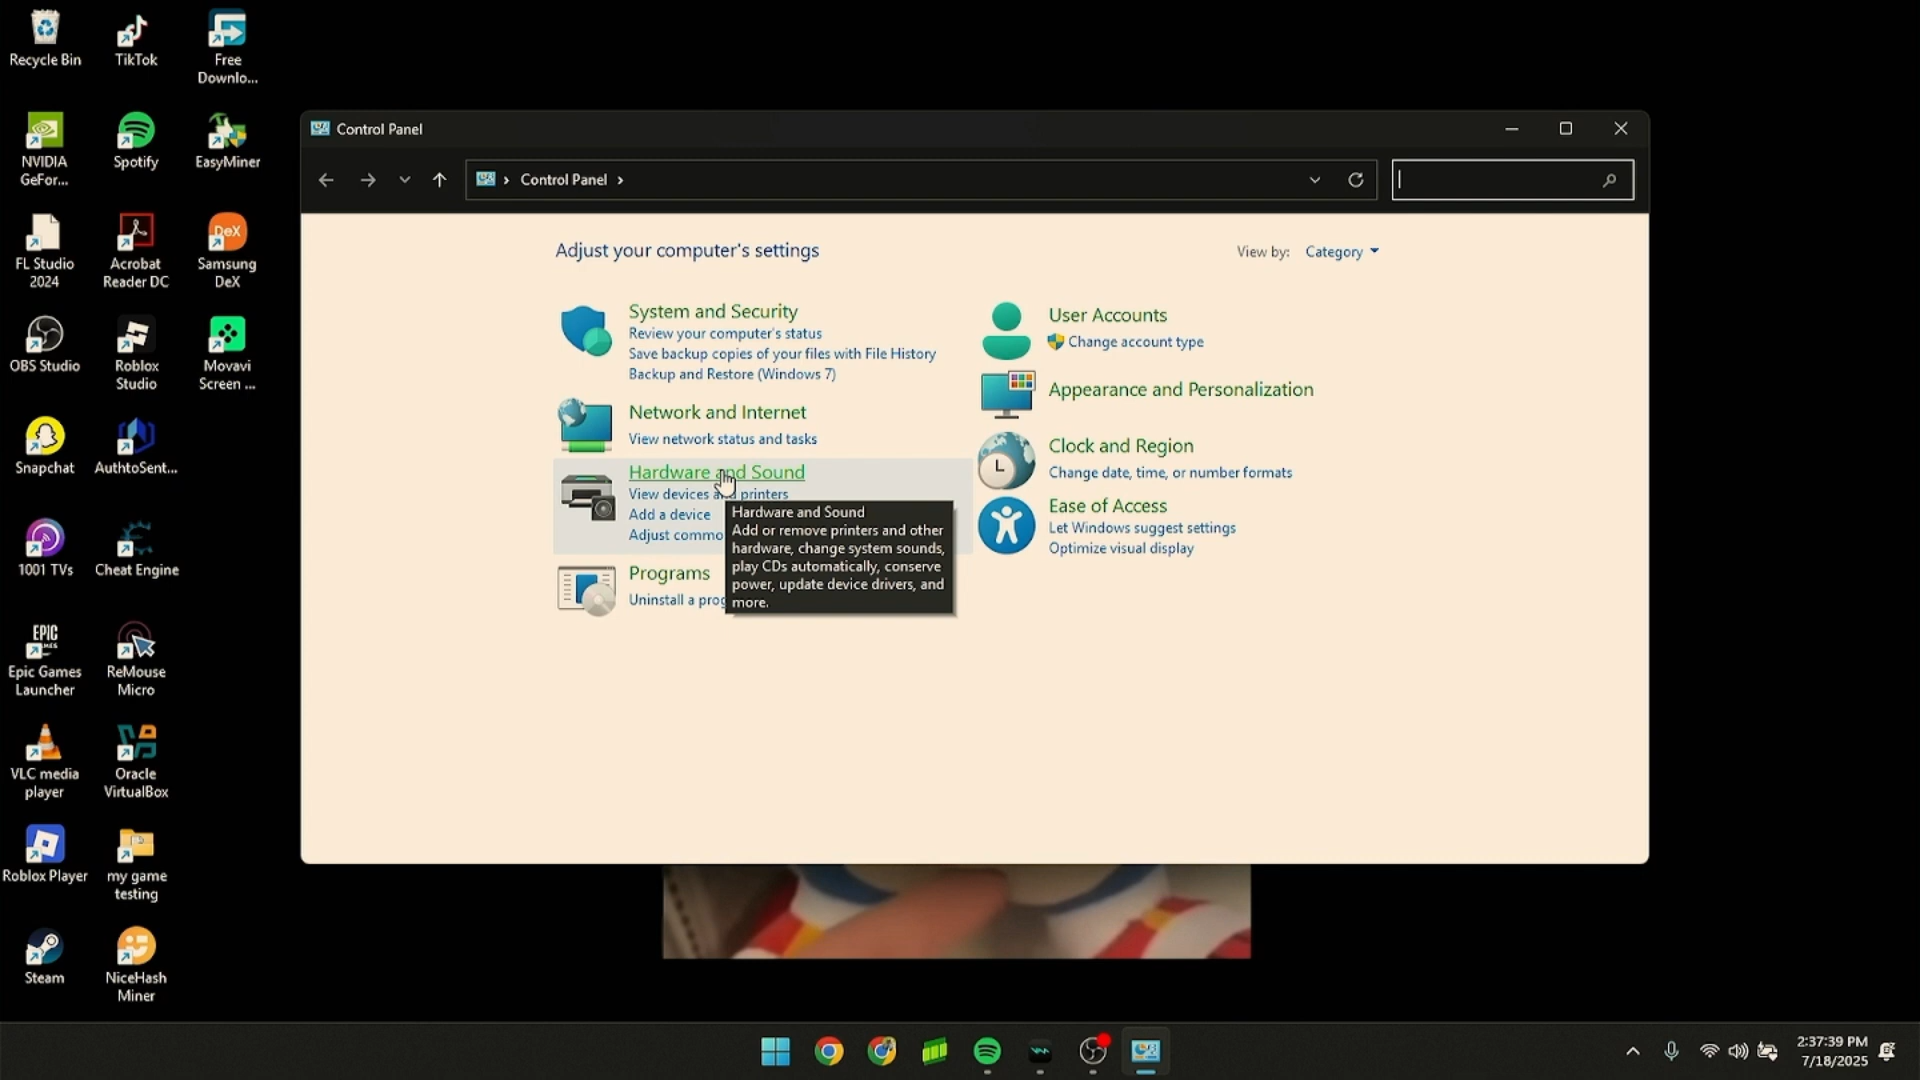 Recycle Bin
TikTok
Free
Downlo...
NVIDIA
GeFor...
Spotify
EasyMiner
FL Studio
2024
Acrobat
Reader DC
DeX
Samsung
DeX
OBS Studio
Roblox
Studio
Movavi
Screen ...
Snapchat
AuthtoSent...
1001 TVs
Cheat Engine
EPIC
Epic Games
Launcher
ReMouse
Micro
VLC media
player
Oracle
VirtualBox
Roblox Player
my game
testing
Steam
NiceHash
Miner
Control Panel
Control Panel
Adjust your computer's settings
View by: Category
System and Security
Review your computer's status
Save backup copies of your files with File History
Backup and Restore (Windows 7)
Network and Internet
View network status and tasks
Hardware and Sound
View devices and printers
Add a device
Adjust commo
Programs
Uninstall a prog
Hardware and Sound
Add or remove printers and other
hardware, change system sounds,
play CDs automatically, conserve
power, update device drivers, and
more.
User Accounts
Change account type
Appearance and Personalization
Clock and Region
Change date, time, or number formats
Ease of Access
Let Windows suggest settings
Optimize visual display
2:37:39 PM
7/18/2025